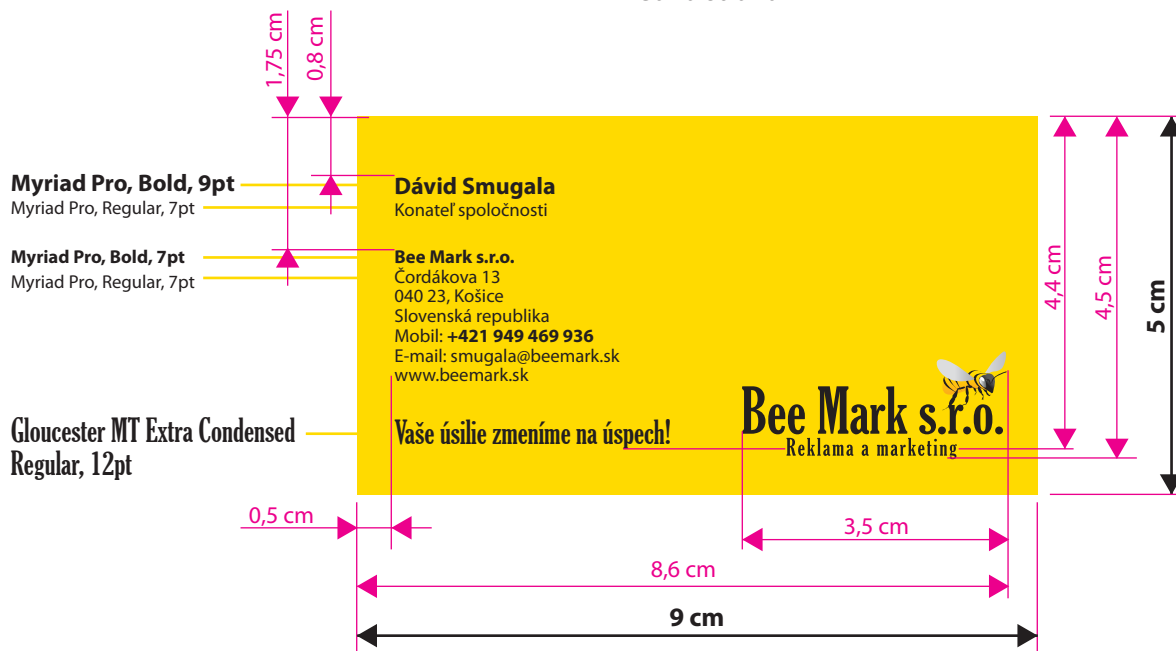 1,75 cm
0,8 cm
Myriad Pro, Bold, 9pt
Myriad Pro, Regular, 7pt
Myriad Pro, Bold, 7pt
Myriad Pro, Regular, 7pt
Gloucester MT Extra Condensed
Regular, 12pt
Dávid Smugala
Konateľ spoločnosti
Bee Mark s.r.o.
Čordákova 13
040 23, Košice
Slovenská republika
Mobil: +421 949 469 936
E-mail: smugala@beemark.sk
www.beemark.sk
Vaše úsilie zmeníme na úspech!
Bee Mark s.r.o.
Reklama a marketing
4,4 cm
4,5 cm
5 cm
0,5 cm
3,5 cm
8,6 cm
9 cm